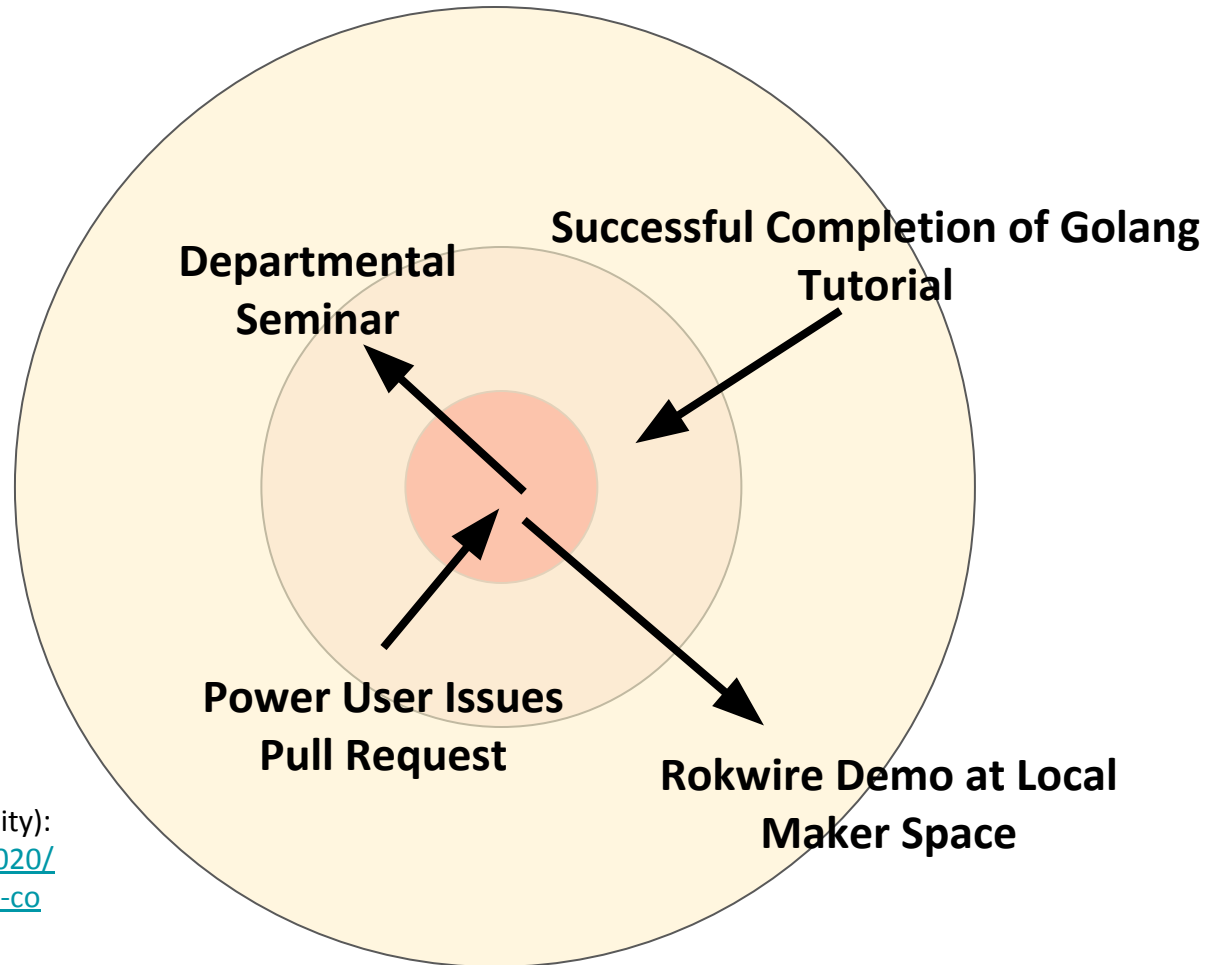 Successful Completion of Golang
Tutorial
Departmental
Seminar
Power User Issues
Pull Request
Rokwire Demo at Local
Maker Space
ity):
020/
-co